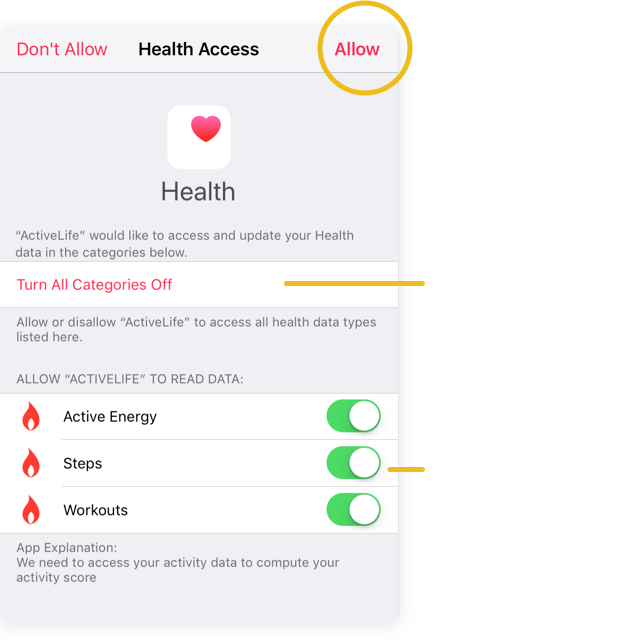 Don't Allow Health Access Allow
Health
“ActiveLife” would like to access and update your Health
data in the categories below.
Turn All Categories Off
Allow or disallow “ActiveLife” to access all health data types
listed here.
ALLOW “ACTIVELIFE” TO READ DATA:
Active Energy
Steps
Workouts
App Explanation:
We need to access your activity data to compute your
activity score